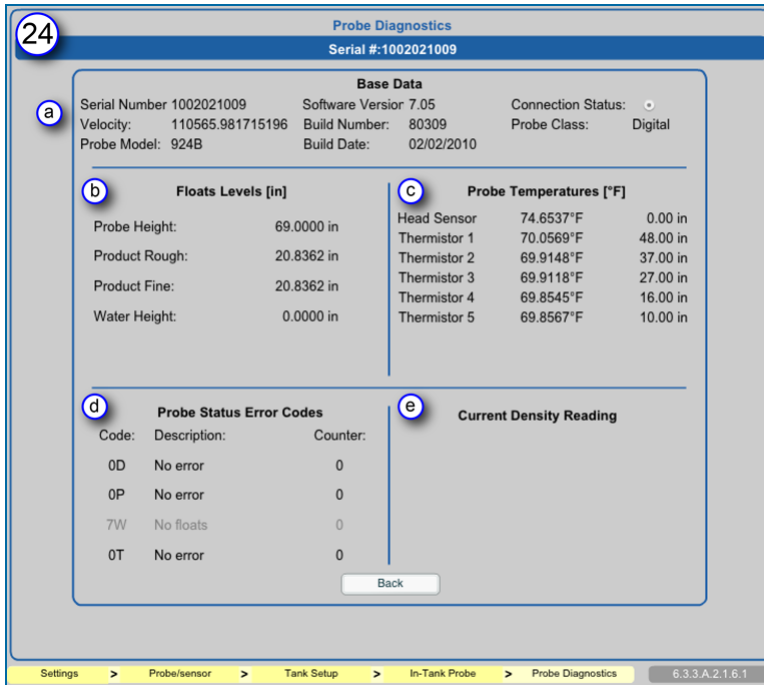 24
Probe Diagnostics
Serial #:1002021009
Base Data
a
Serial Number 1002021009 Software Versior 7.05 Connection Status:
Velocity: 110565.981715196 Build Number: 80309 Probe Class: Digital
Probe Model: 924B Build Date: 02/02/2010
b Floats Levels [in]
Probe Height: 69.0000 in
Product Rough: 20.8362 in
Product Fine: 20.8362 in
Water Height: 0.0000 in
c Probe Temperatures [°F]
Head Sensor 74.6537°F 0.00 in
Thermistor 1 70.0569°F 48.00 in
Thermistor 2 69.9148°F 37.00 in
Thermistor 3 69.9118°F 27.00 in
Thermistor 4 69.8545°F 16.00 in
Thermistor 5 69.8567°F 10.00 in
d Probe Status Error Codes
Code: Description: Counter:
0D No error 0
0P No error 0
7W No floats 0
0T No error 0
e Current Density Reading
Back
Settings > Probe/sensor > Tank Setup > In-Tank Probe > Probe Diagnostics 6.3.3.A.2.1.6.1